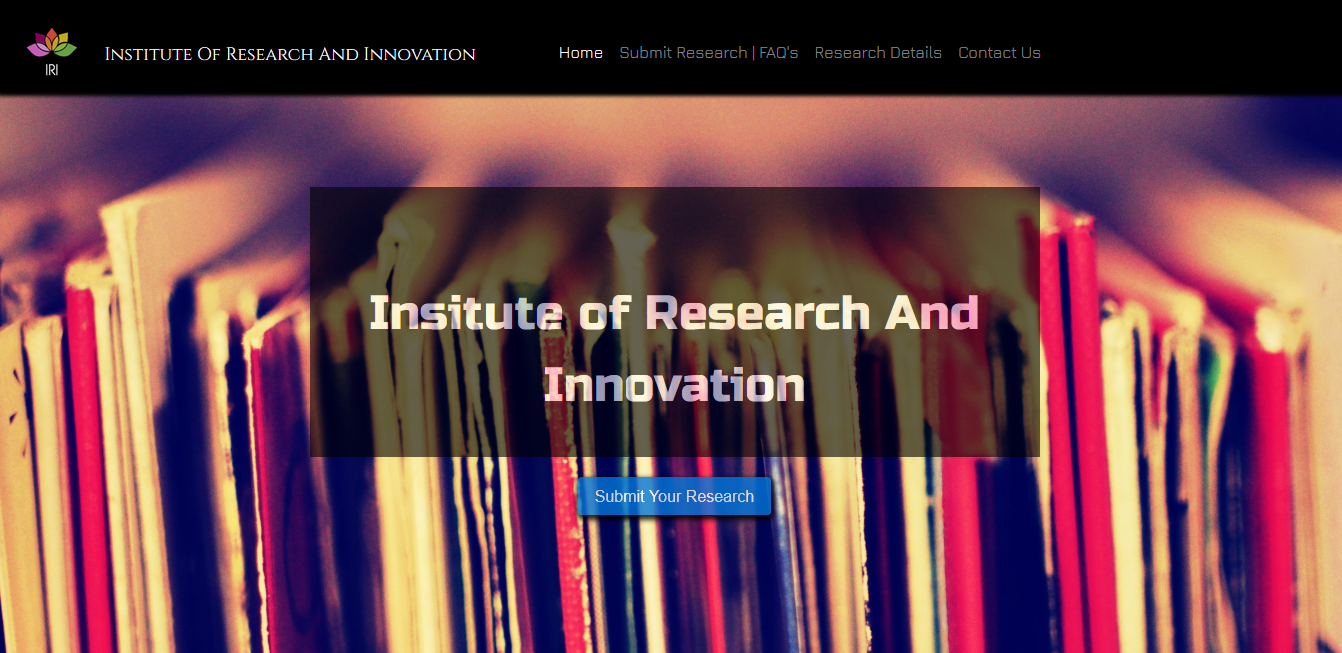 IRI
Institute Of Research And Innovation
Home Submit Research | FAQ's Research Details Contact Us
Insitute of Research And
Innovation
Submit Your Research